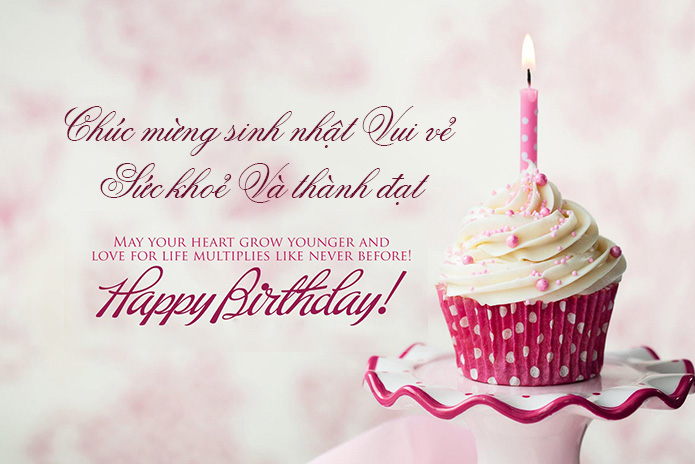 Chúc mừng sinh nhật Vui vẻ
Sức khoẻ Và thành đạt
MAY YOUR HEART GROW YOUNGER AND
LOVE FOR LIFE MULTIPLIES LIKE NEVER BEFORE!
Happy Birthday!